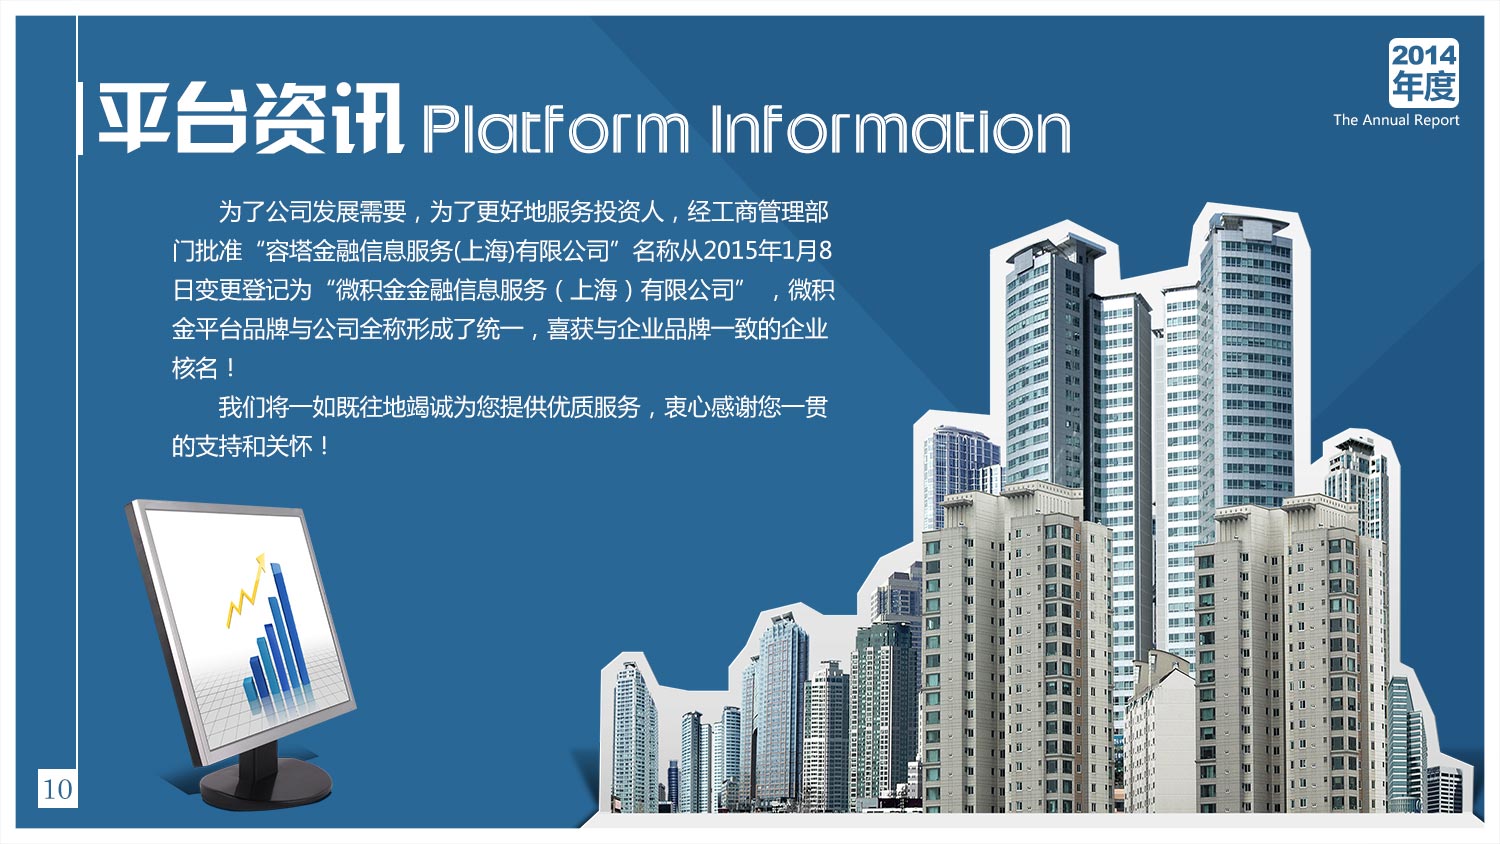 2014
年度
The Annual Report
平台资讯 Platform Information
为了公司发展需要，为了更好地服务投资人，经工商管理部
门批准“容塔金融信息服务(上海)有限公司”名称从2015年1月8
日变更登记为“微积金金融信息服务（上海）有限公司” ，微积
金平台品牌与公司全称形成了统一，喜获与企业品牌一致的企业
核名！
我们将一如既往地竭诚为您提供优质服务，衷心感谢您一贯
的支持和关怀！
10